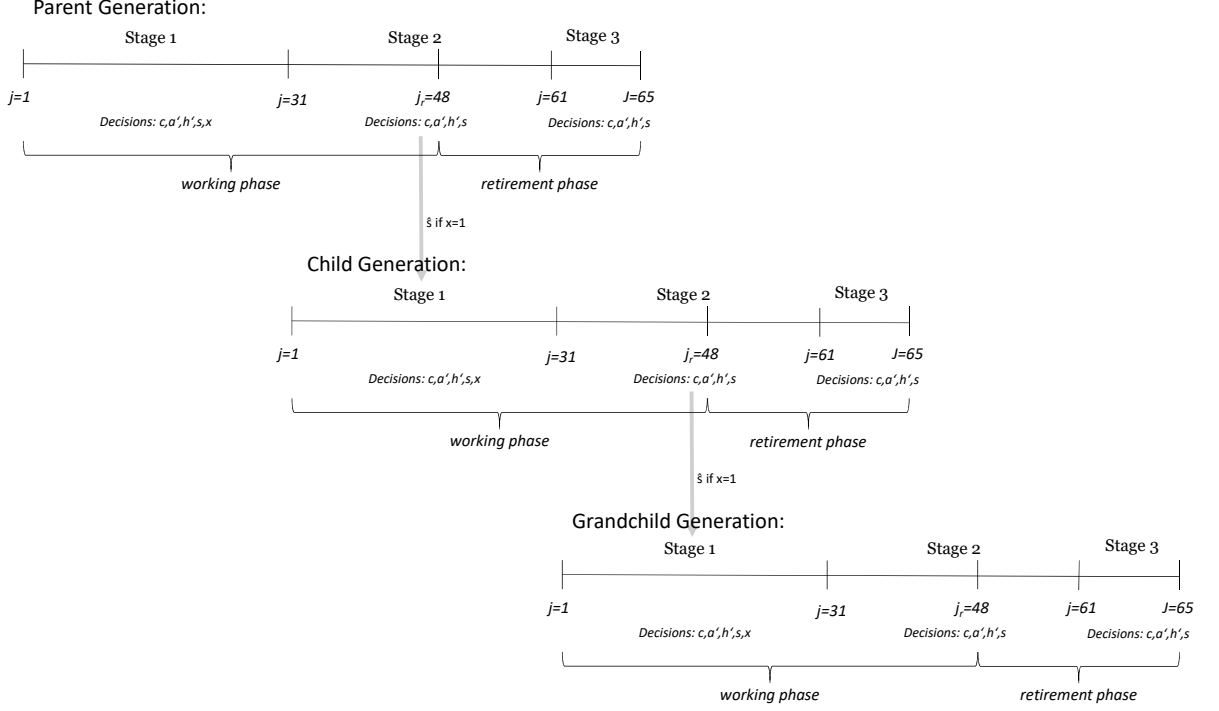 Parent Generation:
Stage 1 Stage 2 Stage 3
j=1 j=31 jᵣ=48 j=61 J=65
Decisions: c,a‘,h‘,s,x Decisions: c,a‘,h‘,s Decisions: c,a‘,h‘,s
working phase retirement phase
ŝ if x=1
Child Generation:
Stage 1 Stage 2 Stage 3
j=1 j=31 jᵣ=48 j=61 J=65
Decisions: c,a‘,h‘,s,x Decisions: c,a‘,h‘,s Decisions: c,a‘,h‘,s
working phase retirement phase
ŝ if x=1
Grandchild Generation:
Stage 1 Stage 2 Stage 3
j=1 j=31 jᵣ=48 j=61 J=65
Decisions: c,a‘,h‘,s,x Decisions: c,a‘,h‘,s Decisions: c,a‘,h‘,s
working phase retirement phase